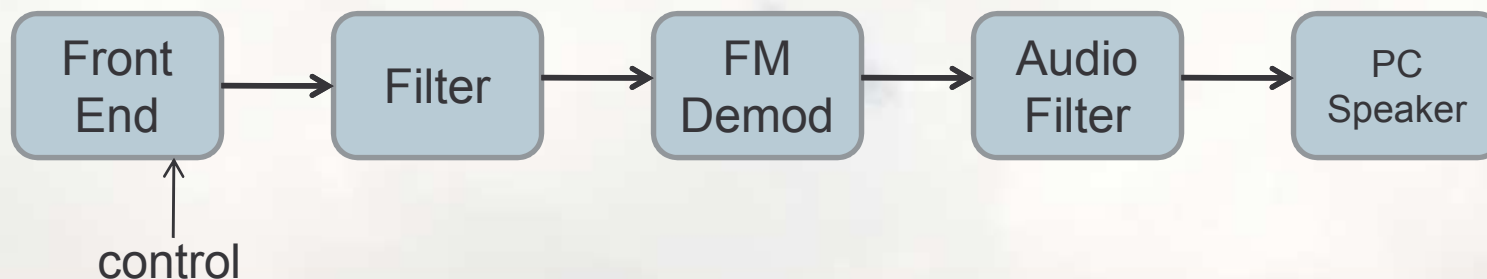 Front
End
Filter
FM
Demod
Audio
Filter
PC
Speaker
control